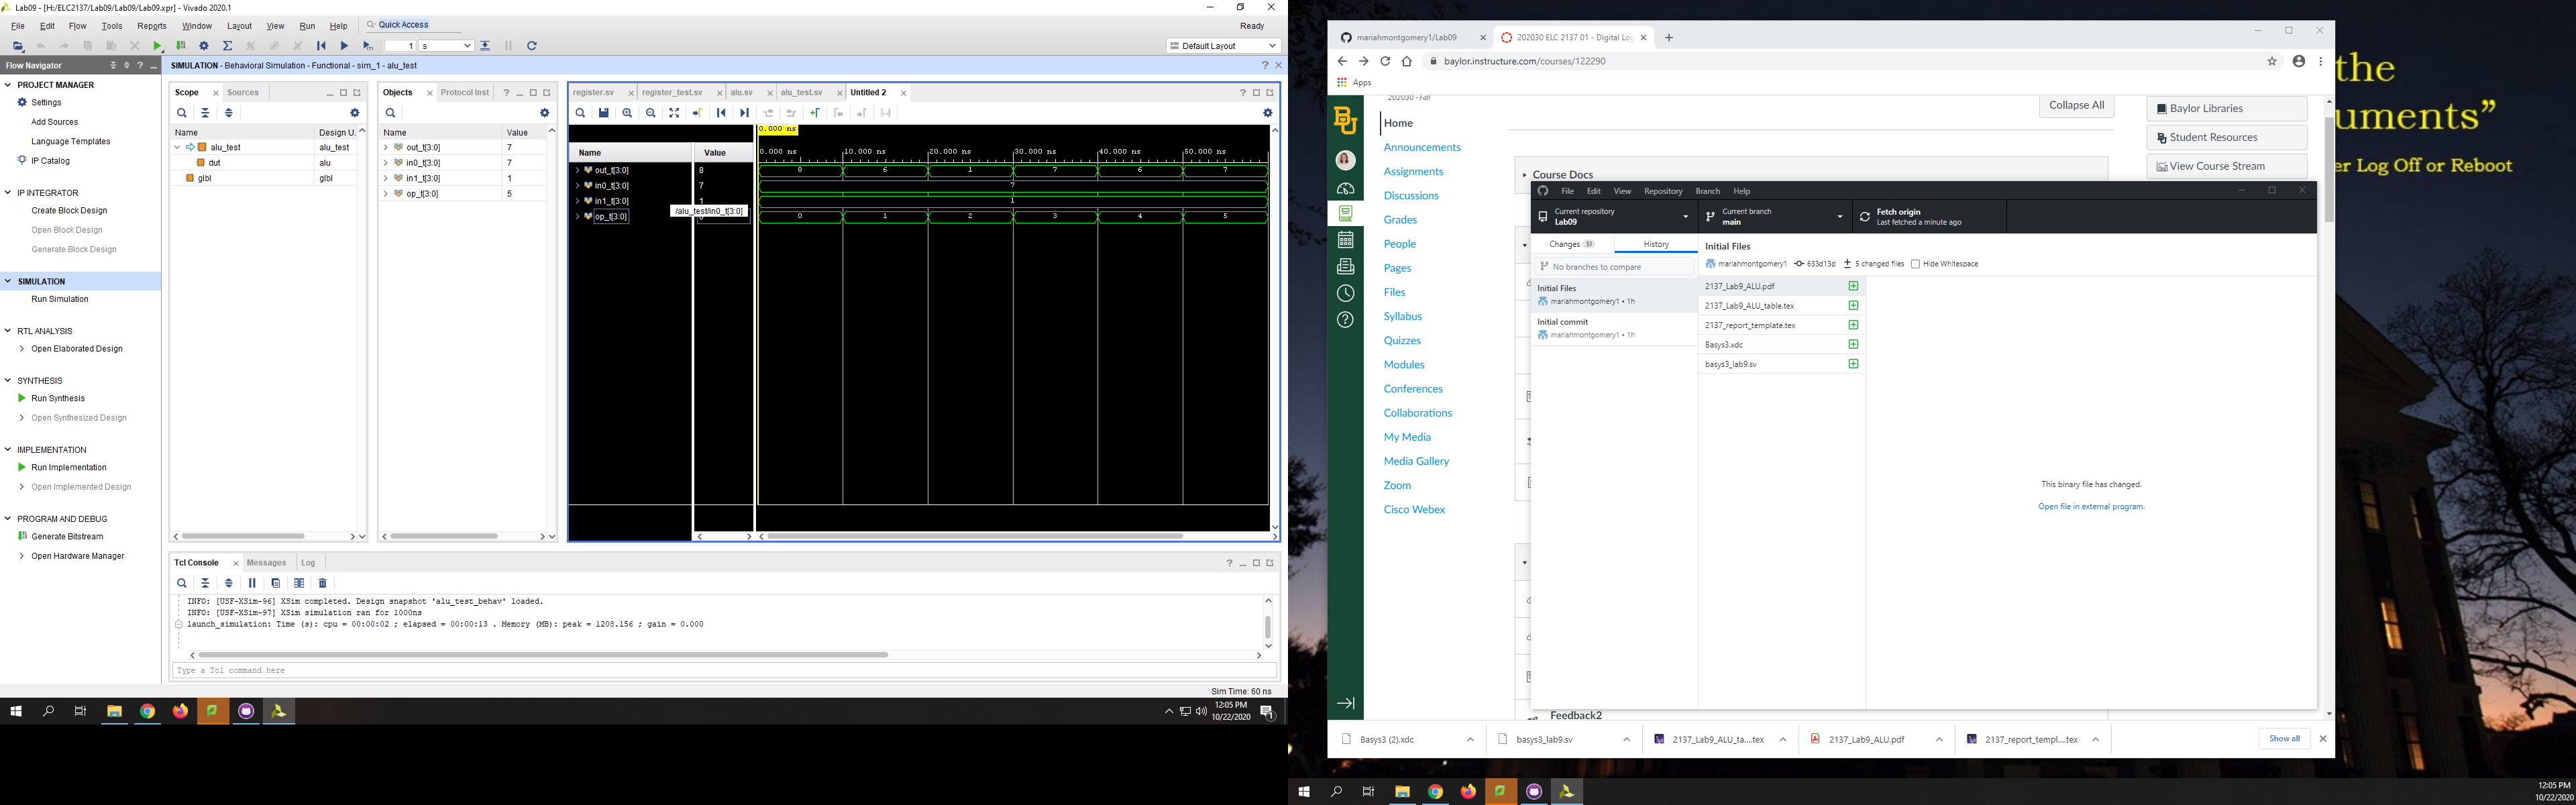 Lab09 - [H:/ELC2137/Lab09/Lab09/Lab09.xpr] - Vivado 2020.1
File Edit Flow Tools Reports Window Layout View Run Help Quick Access
Ready
1 s
Default Layout
Flow Navigator
SIMULATION - Behavioral Simulation - Functional - sim_1 - alu_test
PROJECT MANAGER
Settings
Add Sources
Language Templates
IP Catalog
IP INTEGRATOR
Create Block Design
Open Block Design
Generate Block Design
SIMULATION
Run Simulation
RTL ANALYSIS
Open Elaborated Design
SYNTHESIS
Run Synthesis
Open Synthesized Design
IMPLEMENTATION
Run Implementation
Open Implemented Design
PROGRAM AND DEBUG
Generate Bitstream
Open Hardware Manager
Scope Sources
Name Design U.
alu_test alu_test
dut alu
glbl glbl
Objects Protocol Inst
Name Value
out_t[3:0] 7
in0_t[3:0] 7
in1_t[3:0] 1
op_t[3:0] 5
register.sv register_test.sv alu.sv alu_test.sv Untitled 2
0.000 ns
Name Value
0.000 ns 10.000 ns 20.000 ns 30.000 ns 40.000 ns 50.000 ns
out_t[3:0] 8 8 6 1 7 6 7
in0_t[3:0] 7 7
in1_t[3:0] 1 1
op_t[3:0] 0 1 2 3 4 5
/alu_test/in0_t[3:0]
Tcl Console Messages Log
INFO: [USF-XSim-96] XSim completed. Design snapshot 'alu_test_behav' loaded.
INFO: [USF-XSim-97] XSim simulation ran for 1000ns
launch_simulation: Time (s): cpu = 00:00:02 ; elapsed = 00:00:13 . Memory (MB): peak = 1208.156 ; gain = 0.000
Type a Tcl command here
Sim Time: 60 ns
12:05 PM
10/22/2020
1
mariahmontgomery1/Lab09
202030 ELC 2137 01 - Digital Log
baylor.instructure.com/courses/122290
Apps
202030 - Fall
Home
Announcements
Assignments
Discussions
Grades
People
Pages
Files
Syllabus
Quizzes
Modules
Conferences
Collaborations
My Media
Media Gallery
Zoom
Cisco Webex
Collapse All
Baylor Libraries
Student Resources
View Course Stream
Course Docs
File Edit View Repository Branch Help
Current repository
Lab09
Current branch
main
Fetch origin
Last fetched a minute ago
Changes 51 History
No branches to compare
Initial Files
mariahmontgomery1 • 1h
Initial commit
mariahmontgomery1 • 1h
Initial Files
mariahmontgomery1 633d13d 5 changed files Hide Whitespace
2137_Lab9_ALU.pdf
2137_Lab9_ALU_table.tex
2137_report_template.tex
Basys3.xdc
basys3_lab9.sv
This binary file has changed.
Open file in external program.
Feedback2
Basys3 (2).xdc
basys3_lab9.sv
2137_Lab9_ALU_ta....tex
2137_Lab9_ALU.pdf
2137_report_templ....tex
Show all
the
uments”
er Log Off or Reboot
12:05 PM
10/22/2020